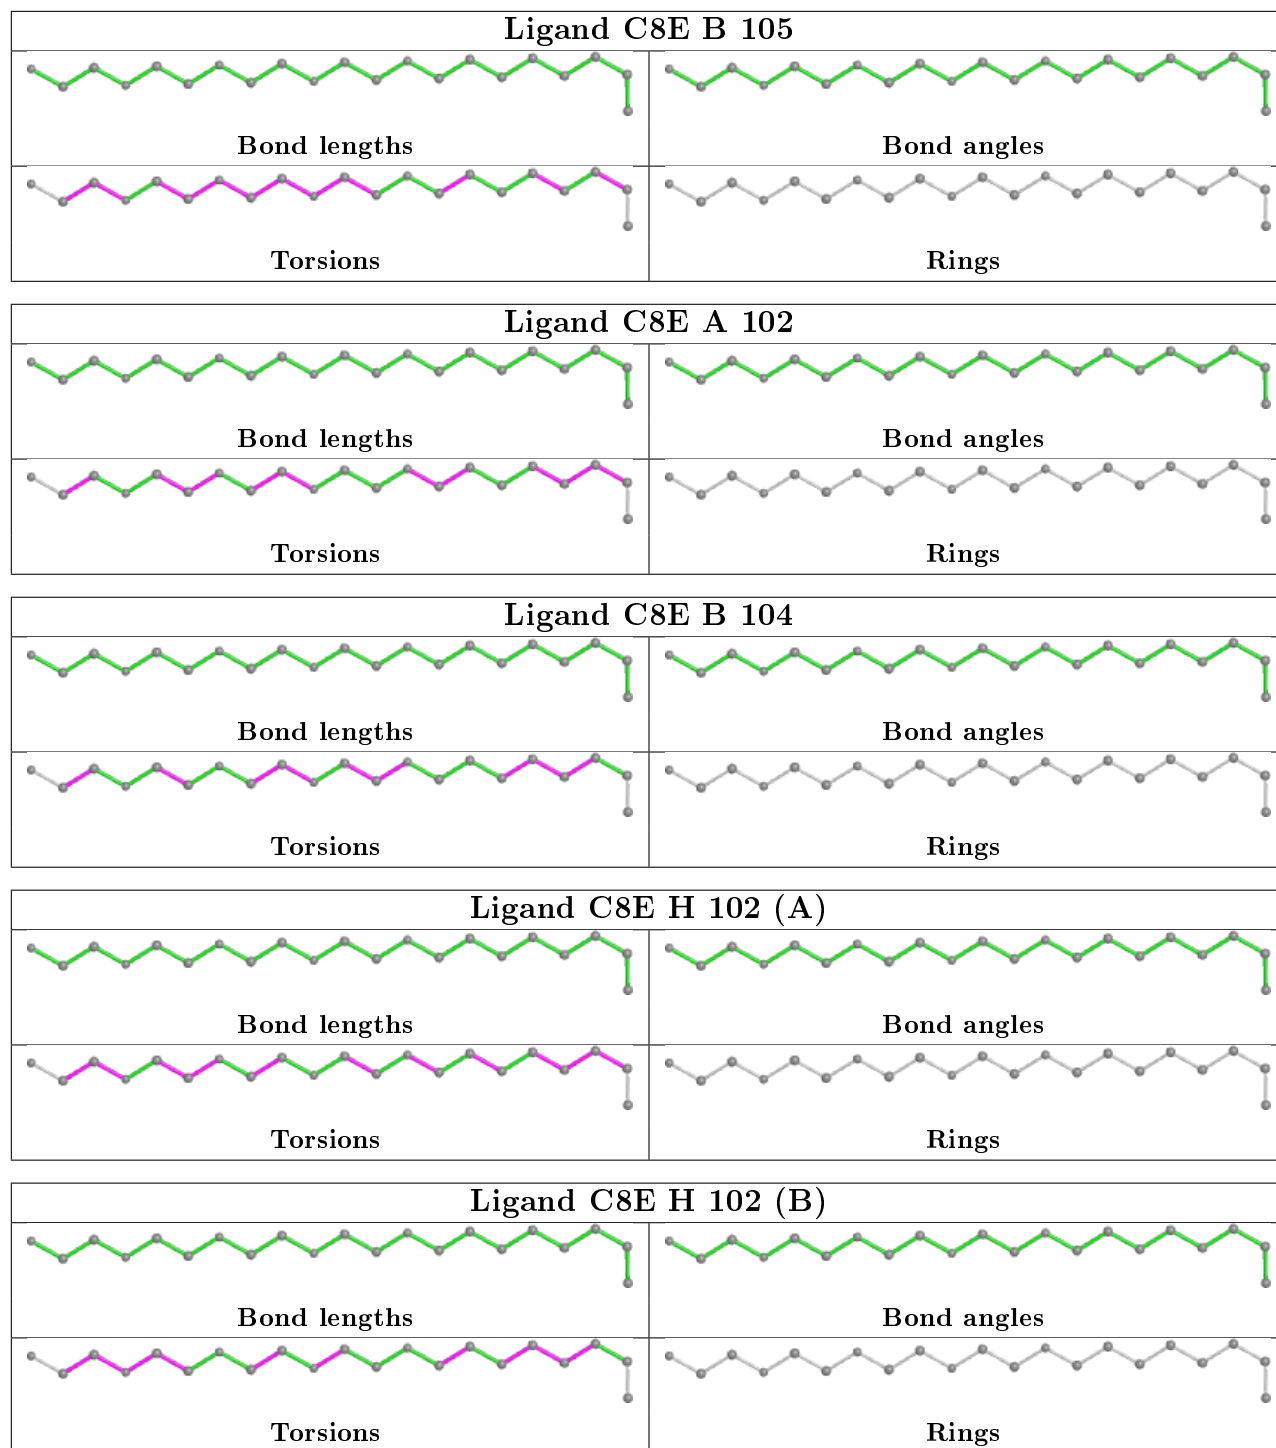 Ligand C8E B 105
Bond lengths
Bond angles
Torsions
Rings
Ligand C8E A 102
Bond lengths
Bond angles
Torsions
Rings
Ligand C8E B 104
Bond lengths
Bond angles
Torsions
Rings
Ligand C8E H 102 (A)
Bond lengths
Bond angles
Torsions
Rings
Ligand C8E H 102 (B)
Bond lengths
Bond angles
Torsions
Rings